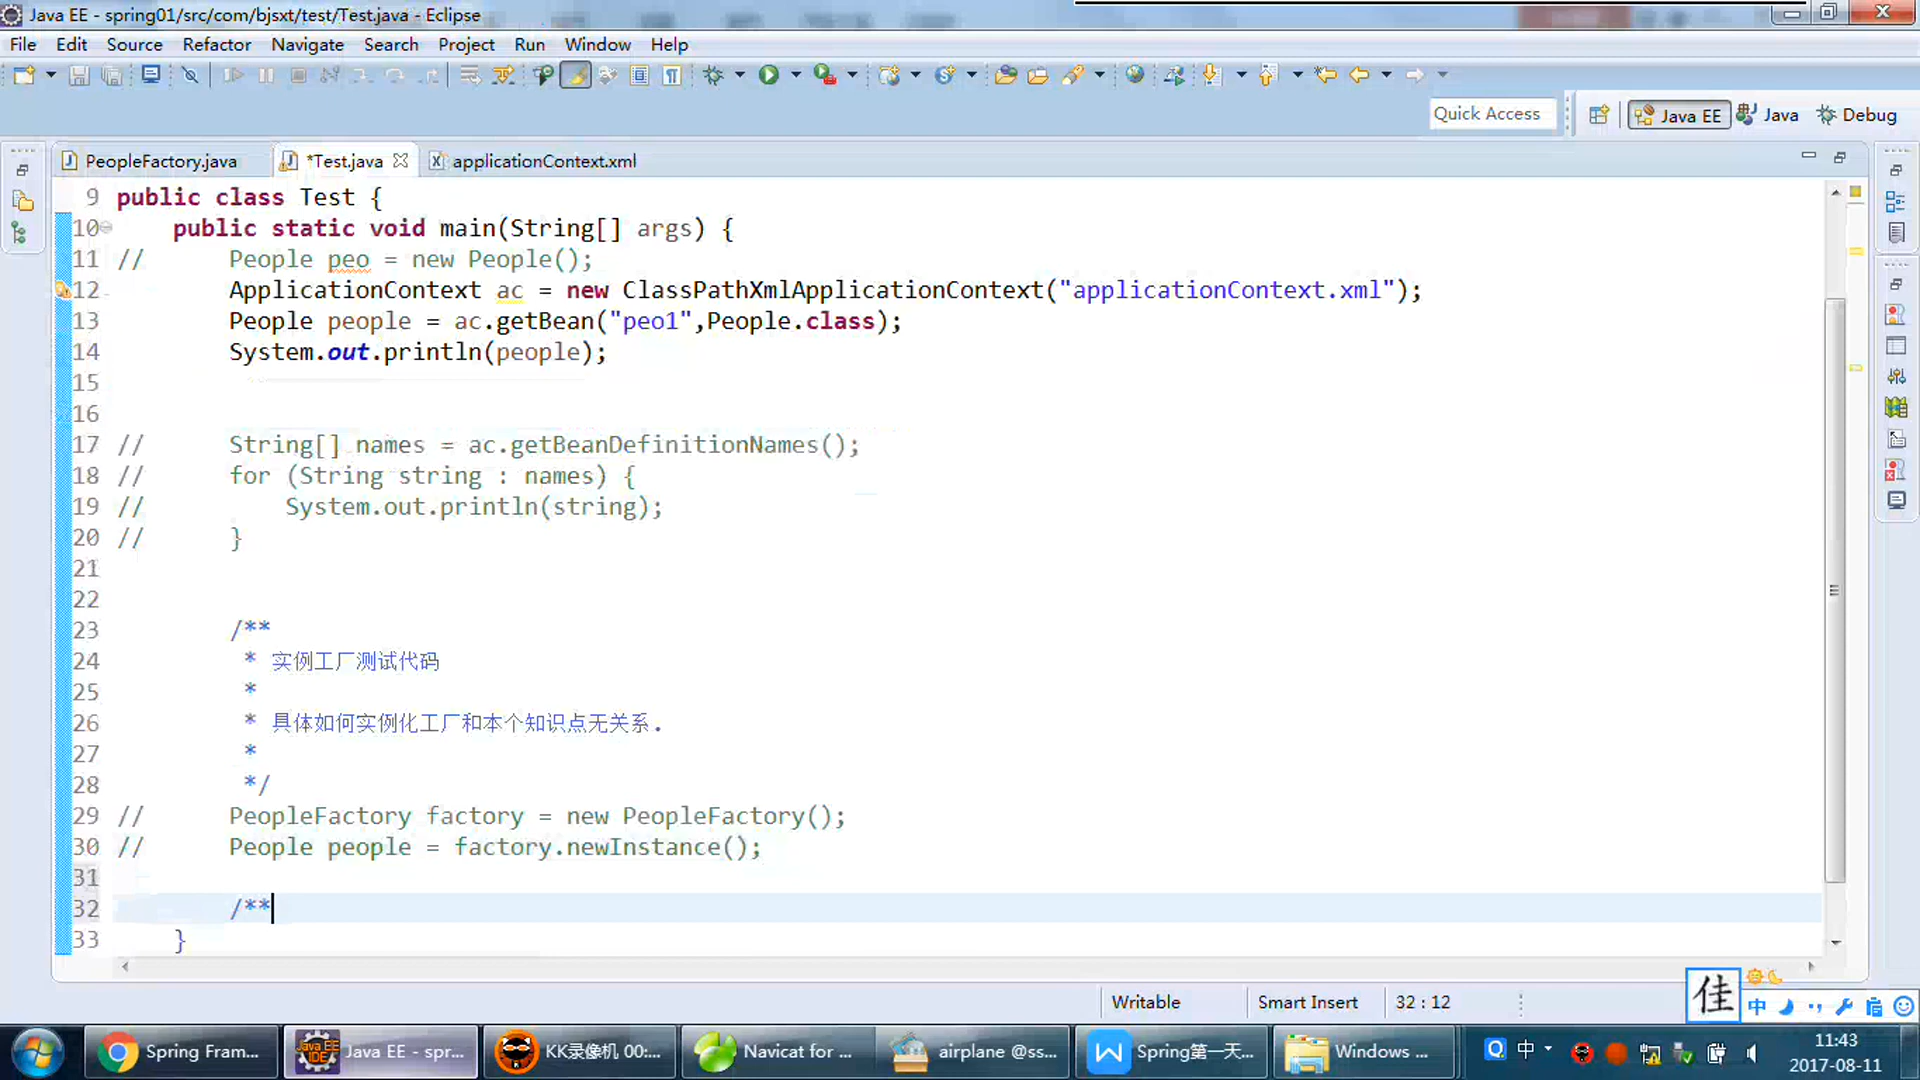 Java EE - spring01/src/com/bjsxt/test/Test.java - Eclipse
File Edit Source Refactor Navigate Search Project Run Window Help
Quick Access Java EE Java Debug
PeopleFactory.java *Test.java applicationContext.xml
9 public class Test {
10 public static void main(String[] args) {
11 // People peo = new People();
12 ApplicationContext ac = new ClassPathXmlApplicationContext("applicationContext.xml");
13 People people = ac.getBean("peo1",People.class);
14 System.out.println(people);
15
16
17 // String[] names = ac.getBeanDefinitionNames();
18 // for (String string : names) {
19 // System.out.println(string);
20 // }
21
22
23 /**
24 * 实例工厂测试代码
25 *
26 * 具体如何实例化工厂和本个知识点无关系.
27 *
28 */
29 // PeopleFactory factory = new PeopleFactory();
30 // People people = factory.newInstance();
31
32 /**
33 }
Writable Smart Insert 32 : 12
佳 中
Spring Fram... Java EE - spr... KK录像机 00:... Navicat for ... airplane @ss... Spring第一天... Windows ... 中 11:43
2017-08-11